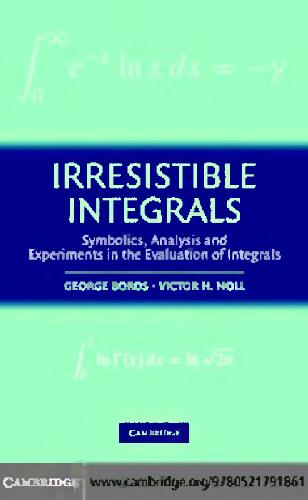 ∫₀^∞ e⁻ˣ ln x dx = −γ
IRRESISTIBLE
INTEGRALS
Symbolics, Analysis and
Experiments in the Evaluation of Integrals
GEORGE BOROS · VICTOR H. MOLL
∫₀¹ ln Γ(x) dx = ln √2π
CAMBRIDGE
CAMBRIDGE www.cambridge.org/9780521791861